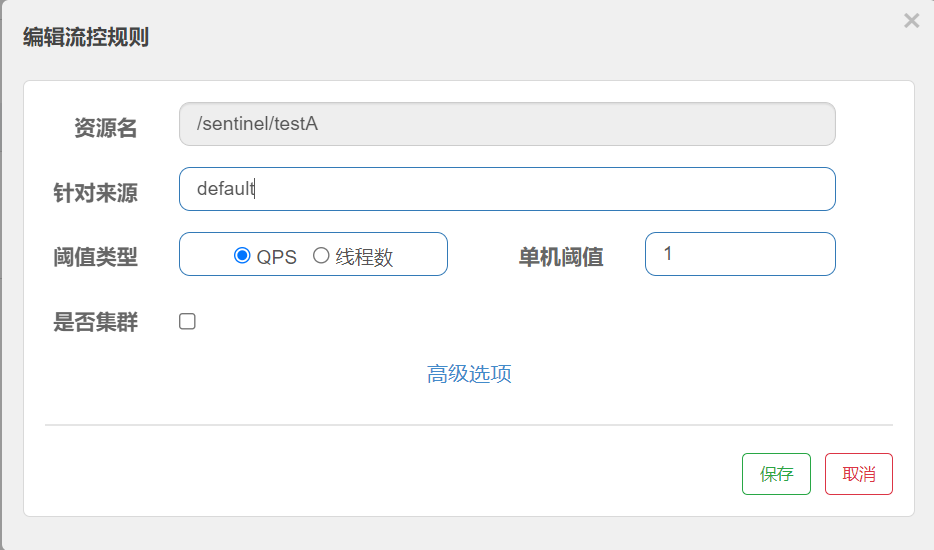 编辑流控规则 ×
资源名 /sentinel/testA
针对来源 default
阈值类型 QPS 线程数 单机阈值 1
是否集群
高级选项
保存 取消